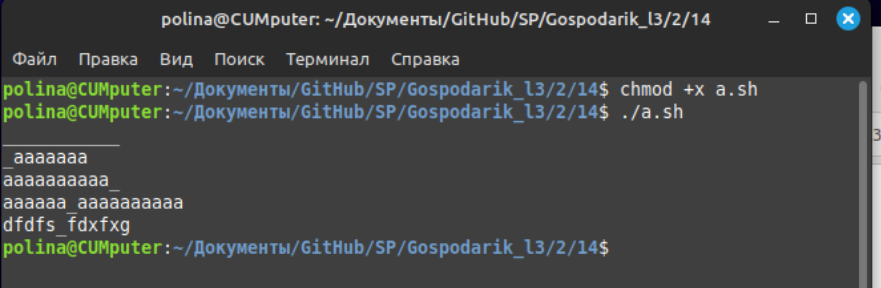 polina@CUMputer: ~/Документы/GitHub/SP/Gospodarik_l3/2/14
Файл Правка Вид Поиск Терминал Справка
polina@CUMputer:~/Документы/GitHub/SP/Gospodarik_l3/2/14$ chmod +x a.sh
polina@CUMputer:~/Документы/GitHub/SP/Gospodarik_l3/2/14$ ./a.sh
___________
_aaaaaaa
aaaaaaaaaa_
aaaaaa_aaaaaaaaaa
dfdfs_fdxfxg
polina@CUMputer:~/Документы/GitHub/SP/Gospodarik_l3/2/14$